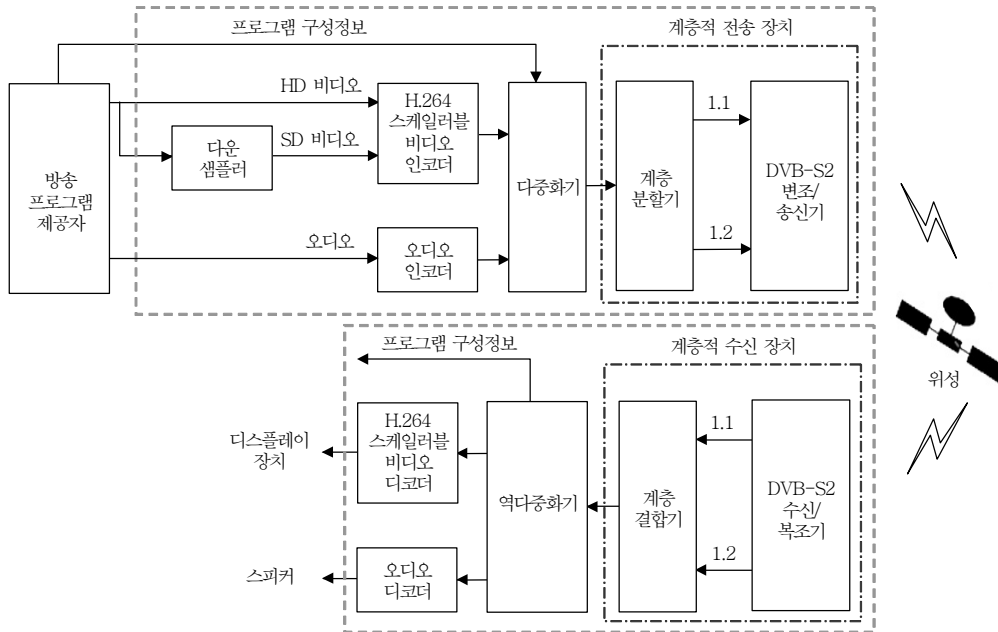 프로그램 구성정보
계층적 전송 장치
방송
프로그램
제공자
HD 비디오
다운
샘플러
SD 비디오
H.264
스케일러블
비디오
인코더
오디오
오디오
인코더
다중화기
계층
분할기
1.1
1.2
DVB-S2
변조/
송신기
위성
프로그램 구성정보
계층적 수신 장치
디스플레이
장치
H.264
스케일러블
비디오
디코더
스피커
오디오
디코더
역다중화기
계층
결합기
1.1
1.2
DVB-S2
수신/
복조기